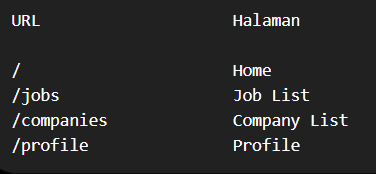 URL Halaman
/ Home
/jobs Job List
/companies Company List
/profile Profile